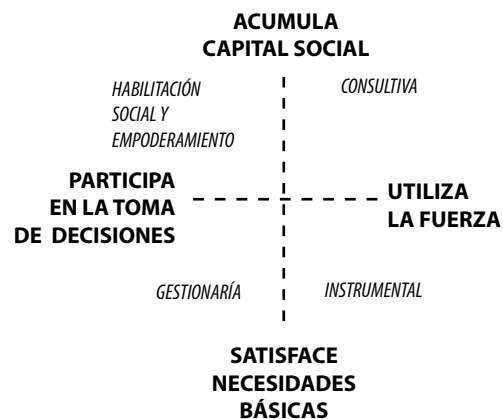 ACUMULA
CAPITAL SOCIAL
HABILITACIÓN
SOCIAL Y
EMPODERAMIENTO
CONSULTIVA
PARTICIPA
EN LA TOMA
DE DECISIONES
UTILIZA
LA FUERZA
GESTIONARÍA
INSTRUMENTAL
SATISFACE
NECESIDADES
BÁSICAS